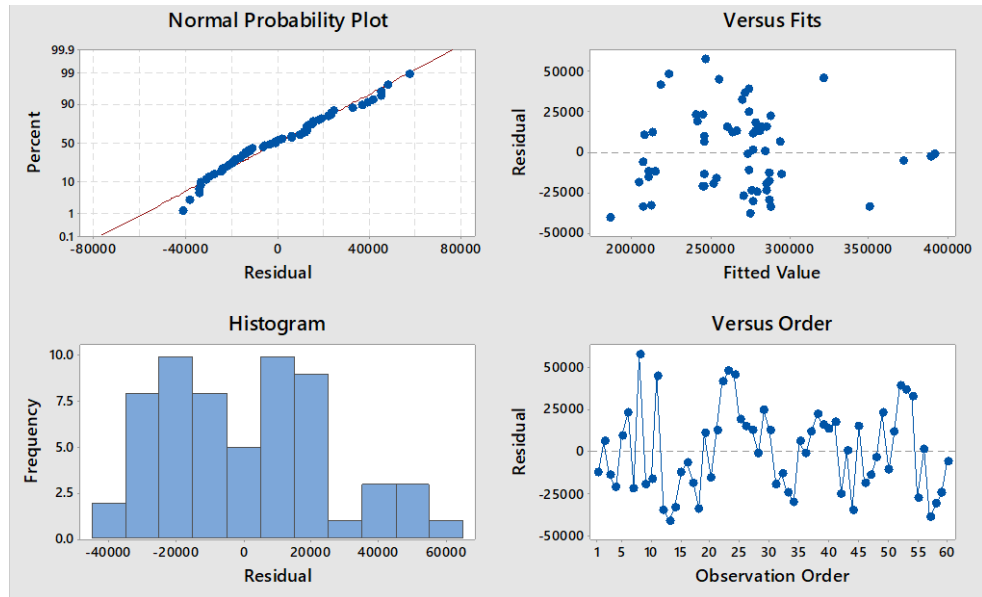 Normal Probability Plot
99.9
99
90
50
10
1
0.1
Percent
-80000 -40000 0 40000 80000
Residual
Versus Fits
50000
25000
0
-25000
-50000
Residual
200000 250000 300000 350000 400000
Fitted Value
Histogram
10.0
7.5
5.0
2.5
0.0
Frequency
-40000 -20000 0 20000 40000 60000
Residual
Versus Order
50000
25000
0
-25000
-50000
Residual
1 5 10 15 20 25 30 35 40 45 50 55 60
Observation Order